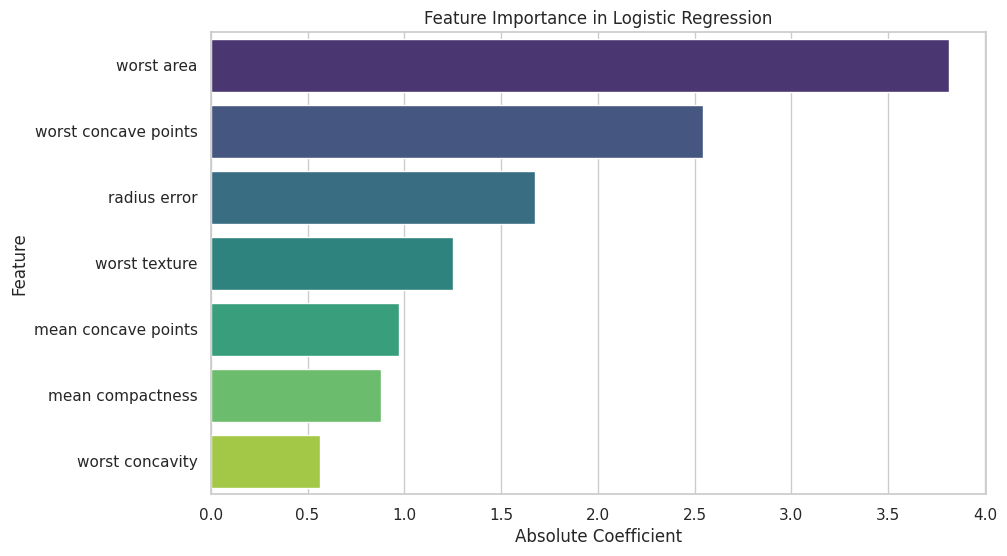 Feature Importance in Logistic Regression
worst area
worst concave points
radius error
worst texture
mean concave points
mean compactness
worst concavity
Feature
0.0 0.5 1.0 1.5 2.0 2.5 3.0 3.5 4.0
Absolute Coefficient